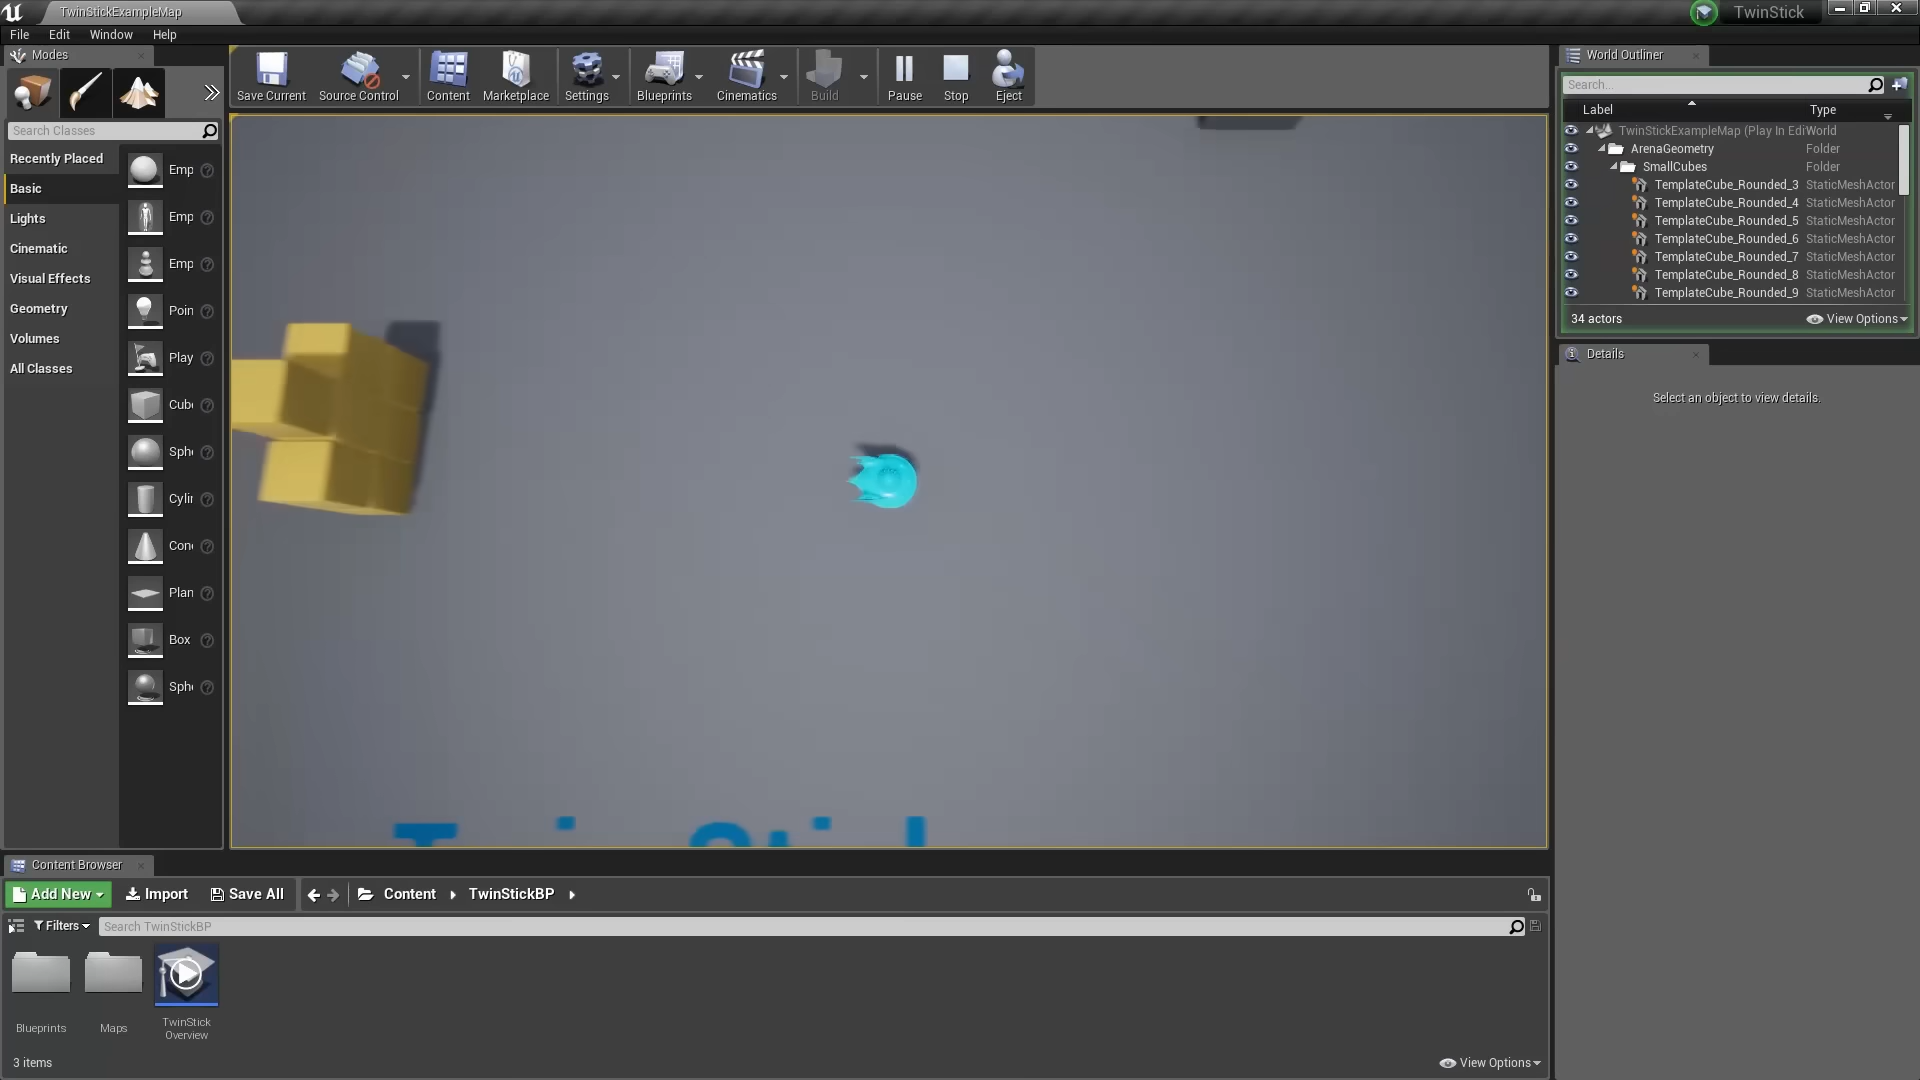 TwinStickExampleMap
TwinStick
File Edit Window Help
Modes
Save Current
Source Control
Content
Marketplace
Settings
Blueprints
Cinematics
Build
Pause
Stop
Eject
World Outliner
Search...
Label Type
TwinStickExampleMap (Play In Edi World
ArenaGeometry Folder
SmallCubes Folder
TemplateCube_Rounded_3 StaticMeshActor
TemplateCube_Rounded_4 StaticMeshActor
TemplateCube_Rounded_5 StaticMeshActor
TemplateCube_Rounded_6 StaticMeshActor
TemplateCube_Rounded_7 StaticMeshActor
TemplateCube_Rounded_8 StaticMeshActor
TemplateCube_Rounded_9 StaticMeshActor
34 actors View Options
Details
Select an object to view details.
Search Classes
Recently Placed
Basic
Lights
Cinematic
Visual Effects
Geometry
Volumes
All Classes
Emp
Emp
Emp
Poin
Play
Cub
Sph
Cyli
Con
Plan
Box
Sph
Content Browser
Add New Import Save All Content TwinStickBP
Filters Search TwinStickBP
Blueprints
Maps
TwinStick
Overview
3 items View Options